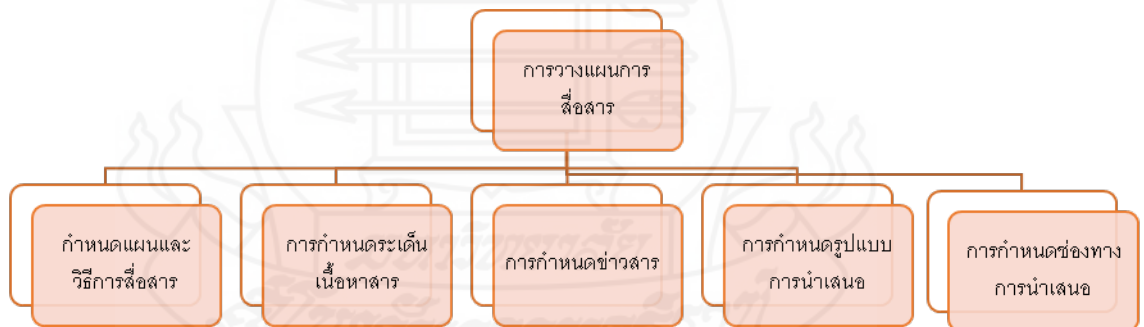 การวางแผนการ
สื่อสาร
กำหนดแผนและ
วิธีการสื่อสาร
การกำหนดระเด็น
เนื้อหาสาร
การกำหนดข่าวสาร
การกำหนดรูปแบบ
การนำเสนอ
การกำหนดช่องทาง
การนำเสนอ